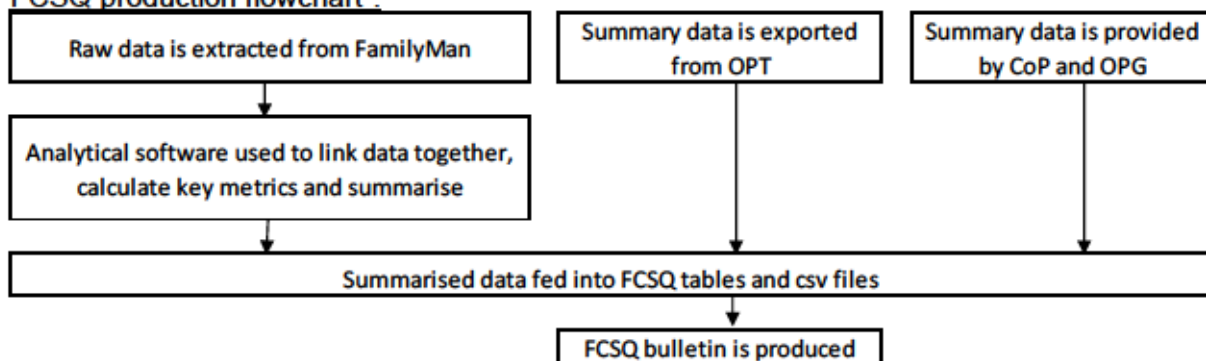 FCSQ production flowchart :
Raw data is extracted from FamilyMan
Summary data is exported
from OPT
Summary data is provided
by CoP and OPG
Analytical software used to link data together,
calculate key metrics and summarise
Summarised data fed into FCSQ tables and csv files
FCSQ bulletin is produced